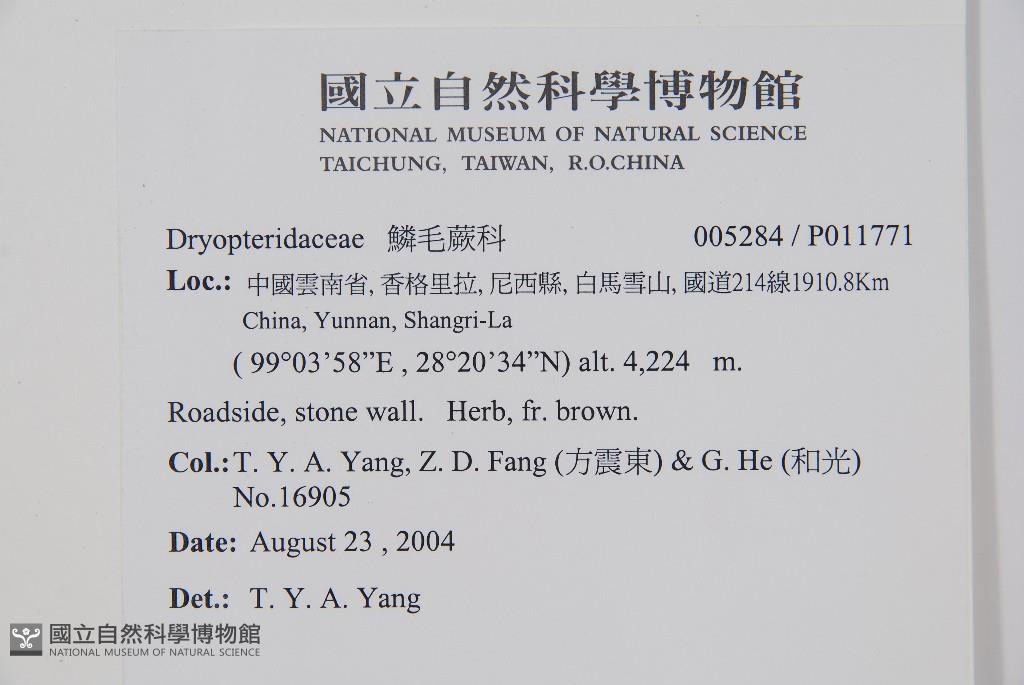 國立自然科學博物館
NATIONAL MUSEUM OF NATURAL SCIENCE
TAICHUNG, TAIWAN, R.O.CHINA
Dryopteridaceae 鱗毛蕨科 005284 / P011771
Loc.: 中國雲南省, 香格里拉, 尼西縣, 白馬雪山, 國道214線1910.8Km
China, Yunnan, Shangri-La
( 99°03’58”E , 28°20’34”N) alt. 4,224 m.
Roadside, stone wall. Herb, fr. brown.
Col.: T. Y. A. Yang, Z. D. Fang (方震東) & G. He (和光)
No.16905
Date: August 23 , 2004
Det.: T. Y. A. Yang
國立自然科學博物館
NATIONAL MUSEUM OF NATURAL SCIENCE